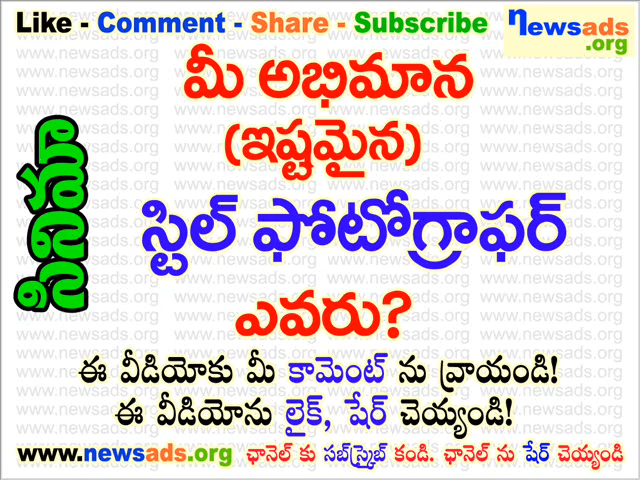 Like - Comment - Share - Subscribe
newsads
.org
మీ అభిమాన
(ఇష్టమైన)
సినిమా
స్టిల్ ఫోటోగ్రాఫర్
ఎవరు?
ఈ వీడియోకు మీ కామెంట్ ను వ్రాయండి!
ఈ వీడియోను లైక్, షేర్ చెయ్యండి!
www.newsads.org ఛానెల్ కు సబ్‌స్క్రైబ్ కండి. ఛానెల్ ను షేర్ చెయ్యండి